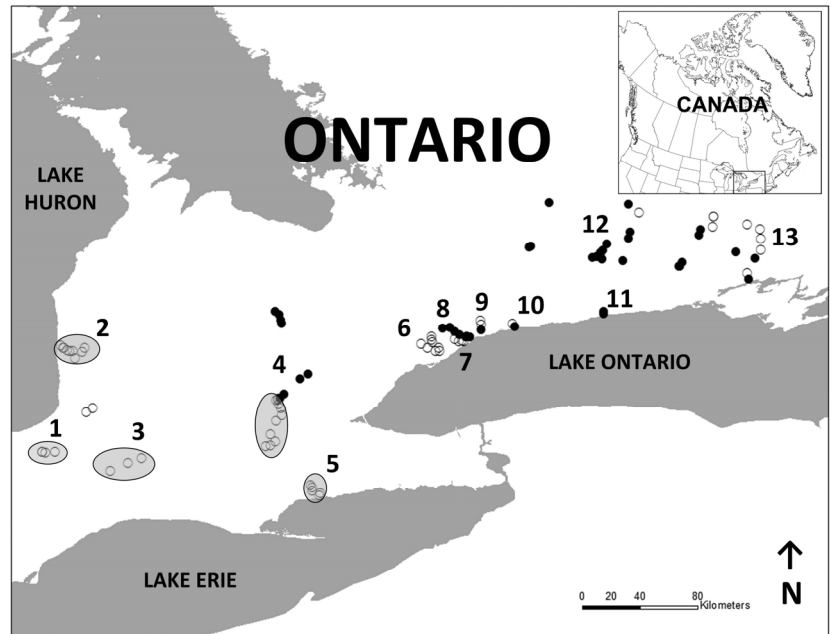 ONTARIO
CANADA
LAKE
HURON
12
13
2
6
8
9
10
11
7
4
LAKE ONTARIO
1
3
5
LAKE ERIE
N
0 20 40 80
Kilometers